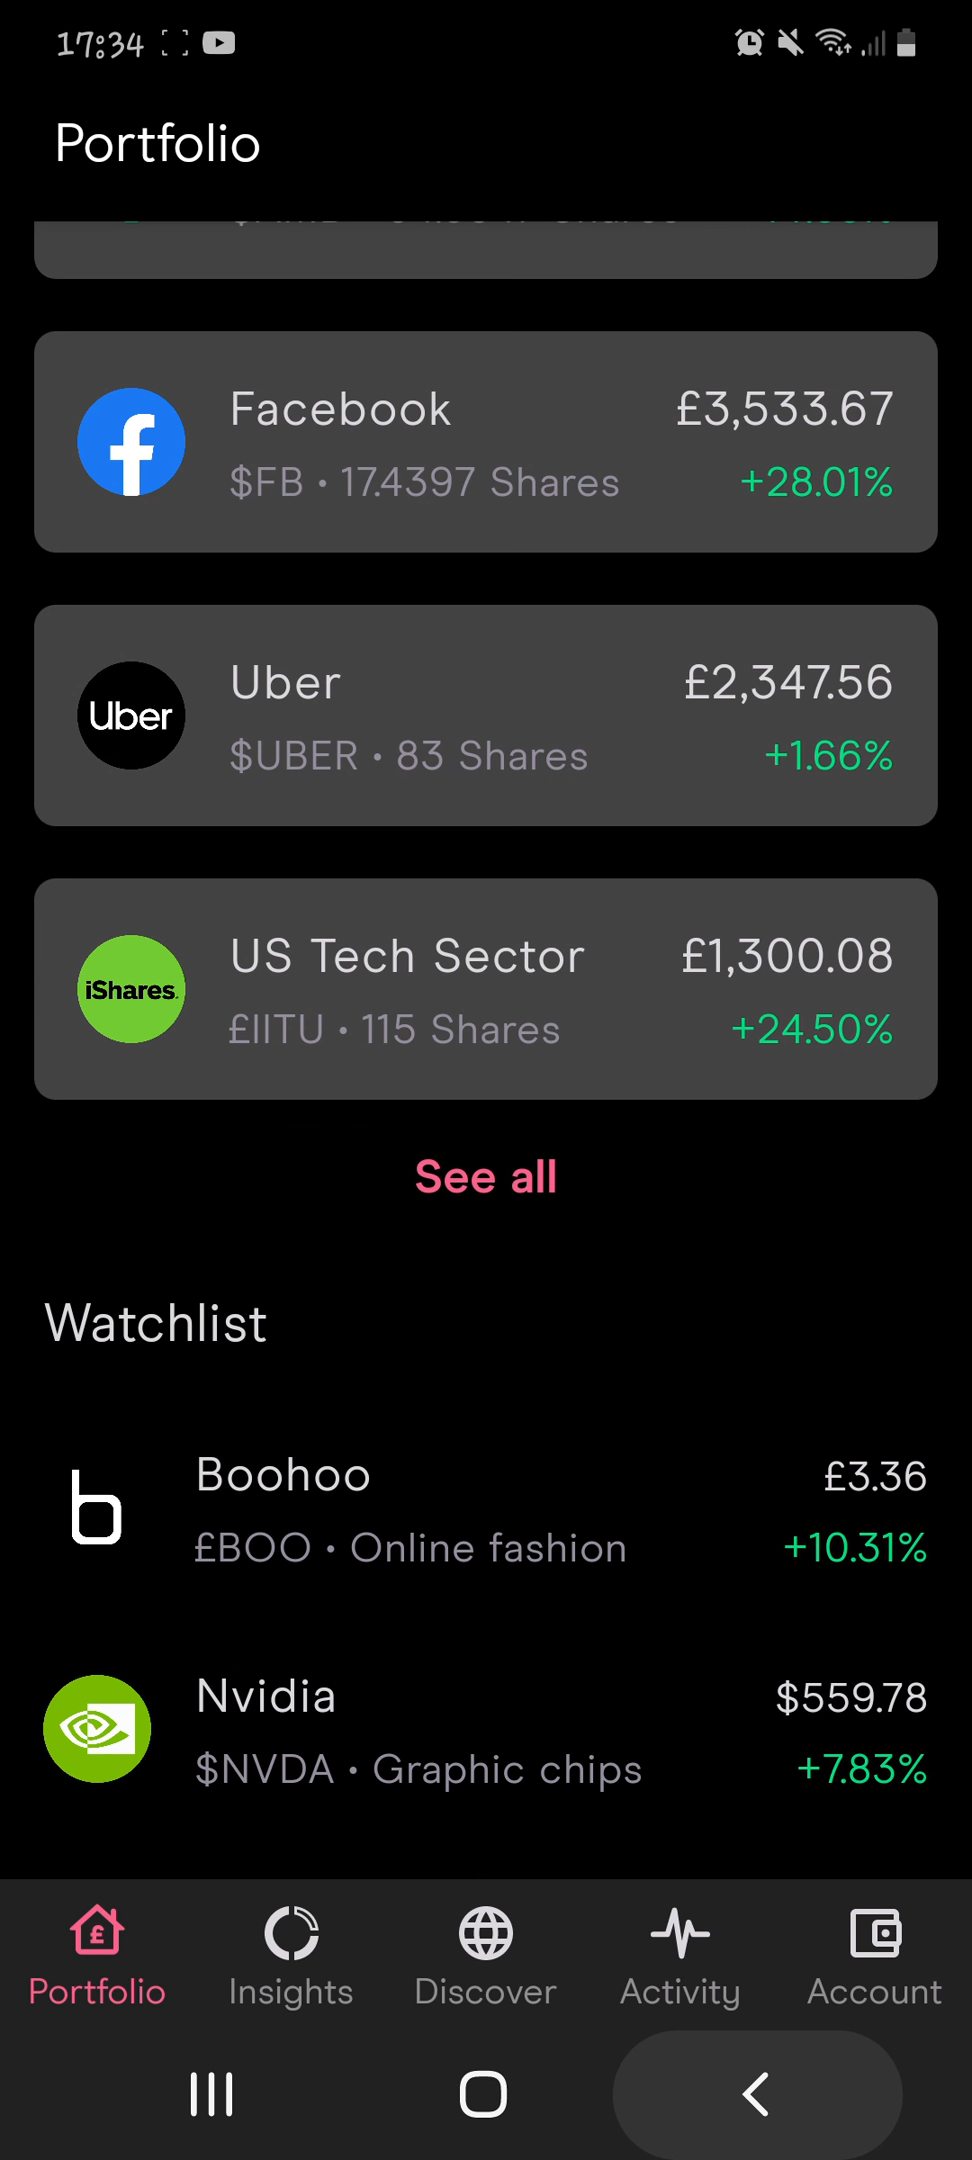 17:34
Portfolio
Facebook £3,533.67
$FB • 17.4397 Shares +28.01%
Uber
Uber £2,347.56
$UBER • 83 Shares +1.66%
iShares.
US Tech Sector £1,300.08
£IITU • 115 Shares +24.50%
See all
Watchlist
Boohoo £3.36
£BOO • Online fashion +10.31%
Nvidia $559.78
$NVDA • Graphic chips +7.83%
Portfolio Insights Discover Activity Account